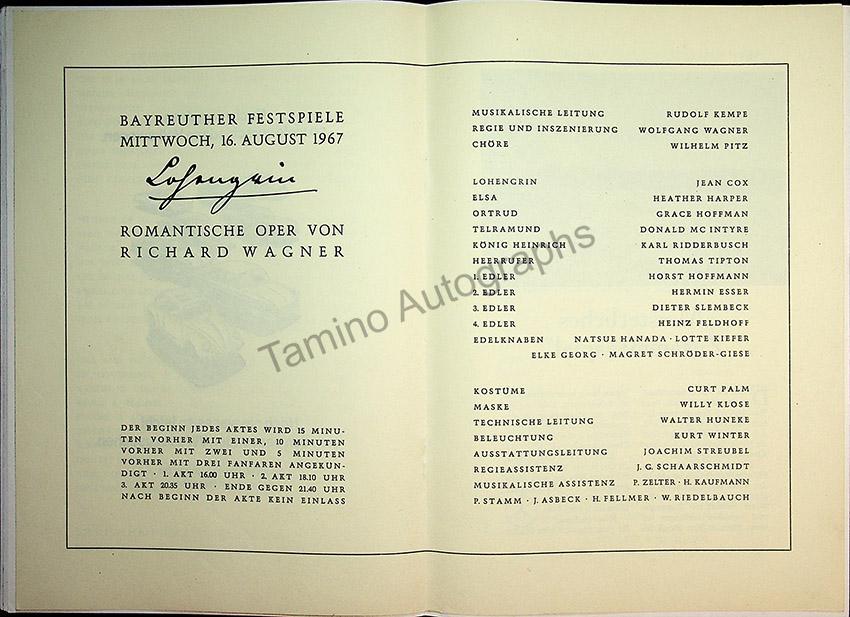 BAYREUTHER FESTSPIELE
MITTWOCH, 16. AUGUST 1967
Lohengrin
ROMANTISCHE OPER VON
RICHARD WAGNER
DER BEGINN JEDES AKTES WIRD 15 MINU-
TEN VORHER MIT EINER, 10 MINUTEN
VORHER MIT ZWEI UND 5 MINUTEN
VORHER MIT DREI FANFAREN ANGEKÜN-
DIGT · 1. AKT 16.00 UHR · 2. AKT 18.10 UHR
3. AKT 20.35 UHR · ENDE GEGEN 21.40 UHR
NACH BEGINN DER AKTE KEIN EINLASS
MUSIKALISCHE LEITUNG RUDOLF KEMPE
REGIE UND INSZENIERUNG WOLFGANG WAGNER
CHÖRE WILHELM PITZ
LOHENGRIN JEAN COX
ELSA HEATHER HARPER
ORTRUD GRACE HOFFMAN
TELRAMUND DONALD MC INTYRE
KÖNIG HEINRICH KARL RIDDERBUSCH
HEERRUFER THOMAS TIPTON
1. EDLER HORST HOFFMANN
2. EDLER HERMIN ESSER
3. EDLER DIETER SLEMBECK
4. EDLER HEINZ FELDHOFF
EDELKNABEN NATSUE HANADA · LOTTE KIEFER
ELKE GEORG · MAGRET SCHRÖDER-GIESE
KOSTÜME CURT PALM
MASKE WILLY KLOSE
TECHNISCHE LEITUNG WALTER HUNEKE
BELEUCHTUNG KURT WINTER
AUSSTATTUNGSLEITUNG JOACHIM STREUBEL
REGIEASSISTENZ J. G. SCHAARSCHMIDT
MUSIKALISCHE ASSISTENZ P. ZELTER · H. KAUFMANN
P. STAMM · J. ASBECK · H. FELLMER · W. RIEDELBAUCH
Tamino Autographs